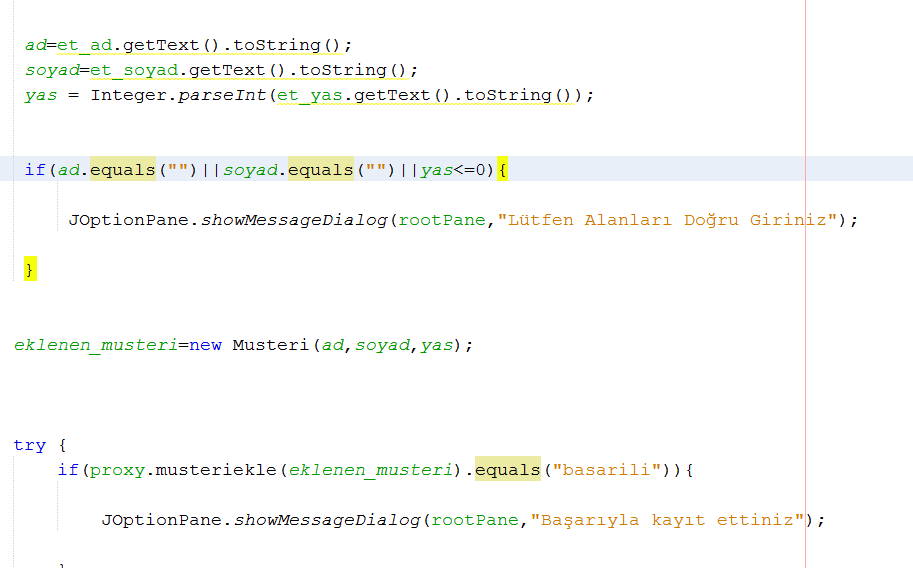 ad=et_ad.getText().toString();
soyad=et_soyad.getText().toString();
yas = Integer.parseInt(et_yas.getText().toString());
if(ad.equals("")||soyad.equals("")||yas<=0){
JOptionPane.showMessageDialog(rootPane,"Lütfen Alanları Doğru Giriniz");
}
eklenen_musteri=new Musteri(ad,soyad,yas);
try {
if(proxy.musteriekle(eklenen_musteri).equals("basarili")){
JOptionPane.showMessageDialog(rootPane,"Başarıyla kayıt ettiniz");